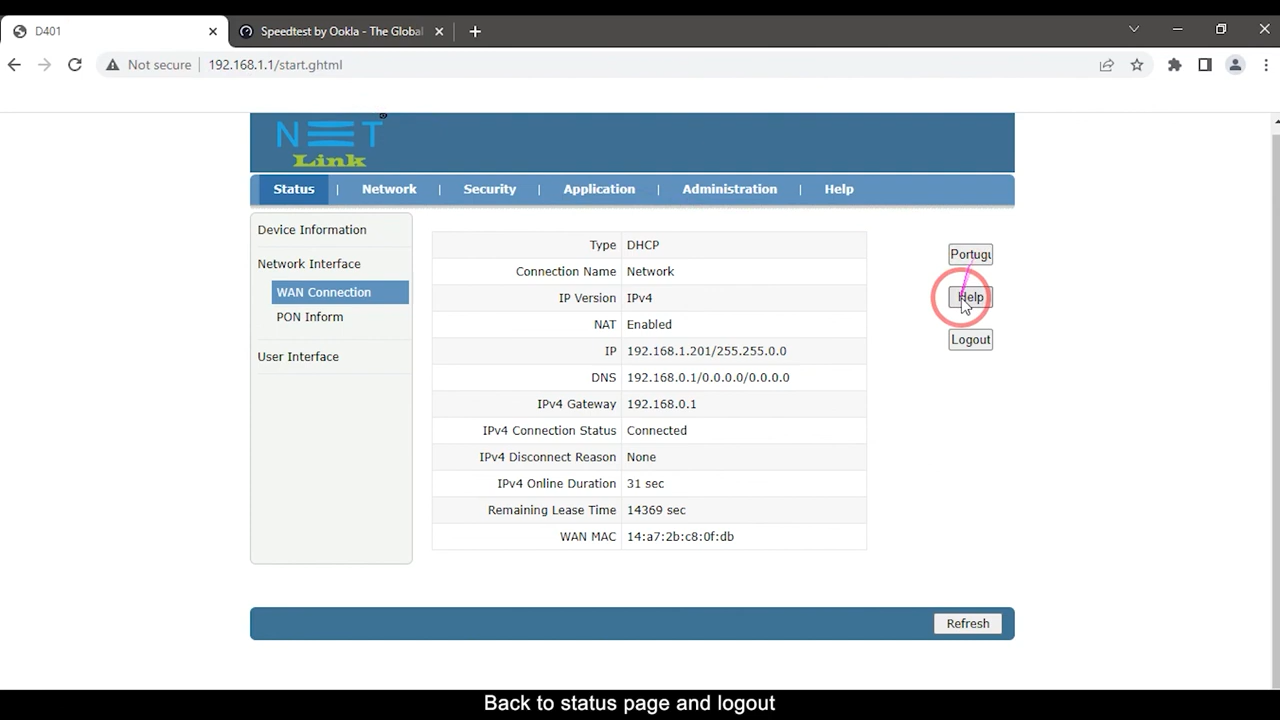 D401
Speedtest by Ookla - The Global
Not secure
192.168.1.1/start.ghtml
NET
Link
Status | Network | Security | Application | Administration | Help
Device Information
Network Interface
WAN Connection
PON Inform
User Interface
Type DHCP
Connection Name Network
IP Version IPv4
NAT Enabled
IP 192.168.1.201/255.255.0.0
DNS 192.168.0.1/0.0.0.0/0.0.0.0
IPv4 Gateway 192.168.0.1
IPv4 Connection Status Connected
IPv4 Disconnect Reason None
IPv4 Online Duration 31 sec
Remaining Lease Time 14369 sec
WAN MAC 14:a7:2b:c8:0f:db
Portugu
Help
Logout
Refresh
Back to status page and logout